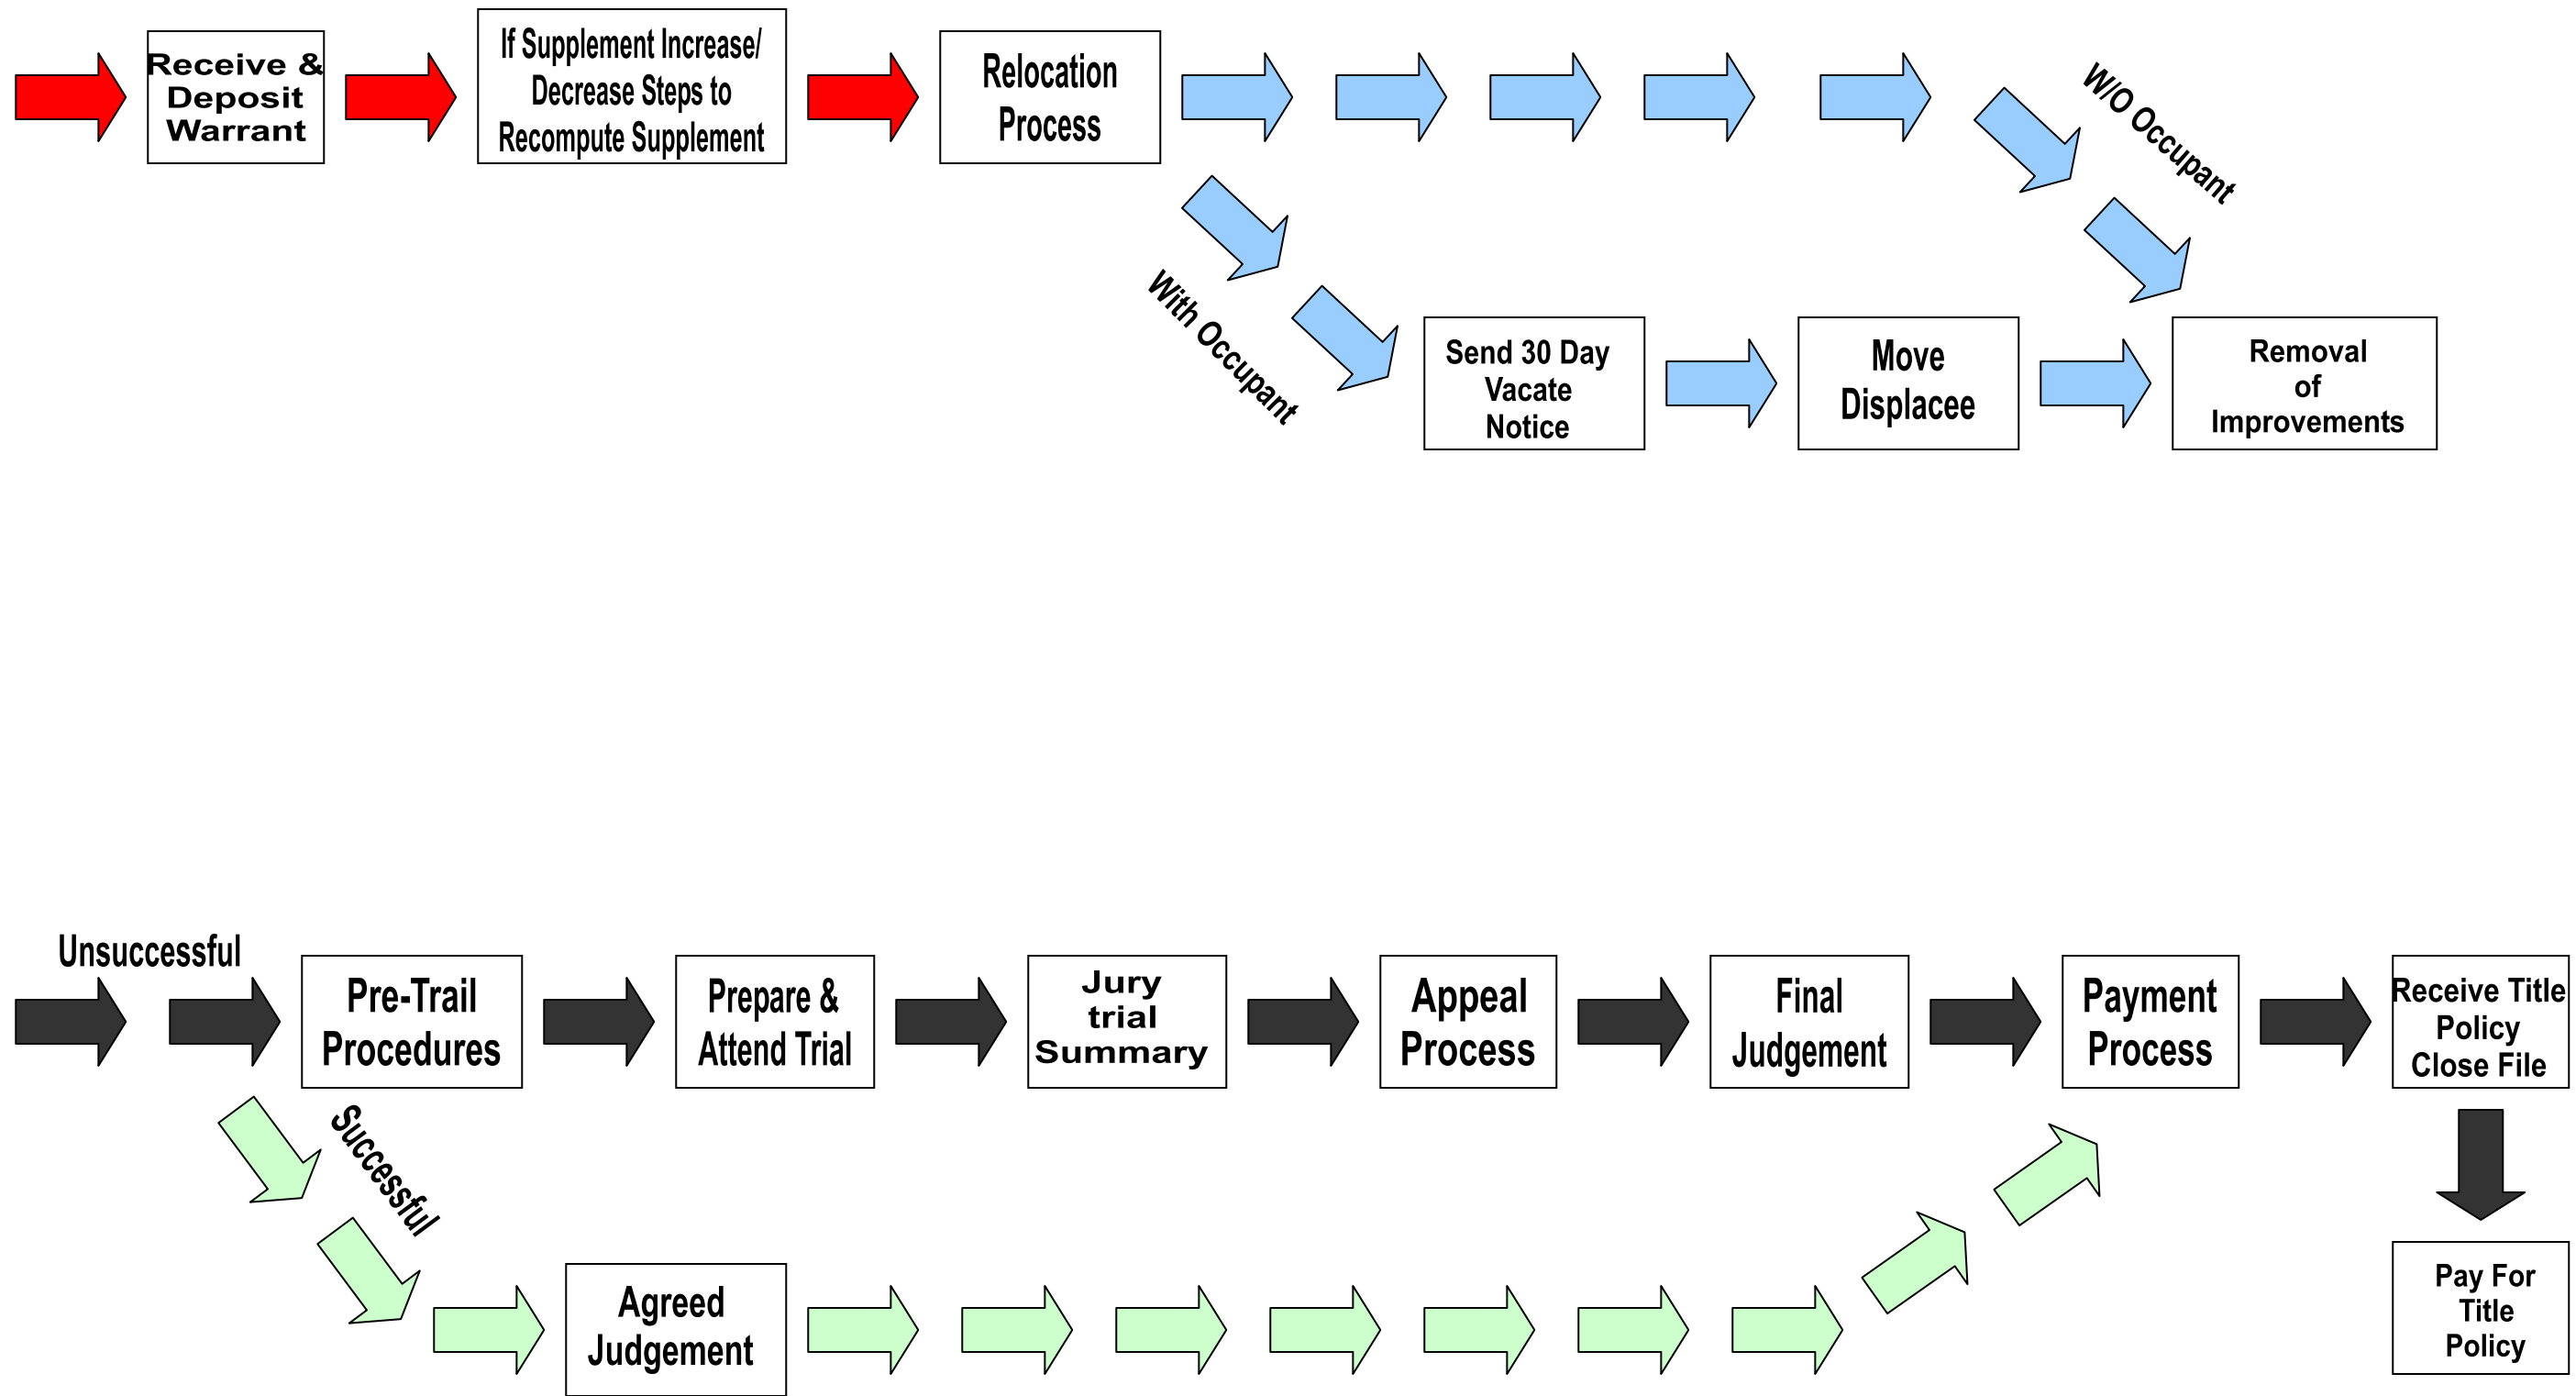 Receive &
Deposit
Warrant
If Supplement Increase/
Decrease Steps to
Recompute Supplement
Relocation
Process
W/O Occupant
With Occupant
Send 30 Day
Vacate
Notice
Move
Displacee
Removal
of
Improvements
Unsuccessful
Pre-Trail
Procedures
Prepare &
Attend Trial
Jury
trial
Summary
Appeal
Process
Final
Judgement
Payment
Process
Receive Title
Policy
Close File
Successful
Agreed
Judgement
Pay For
Title
Policy